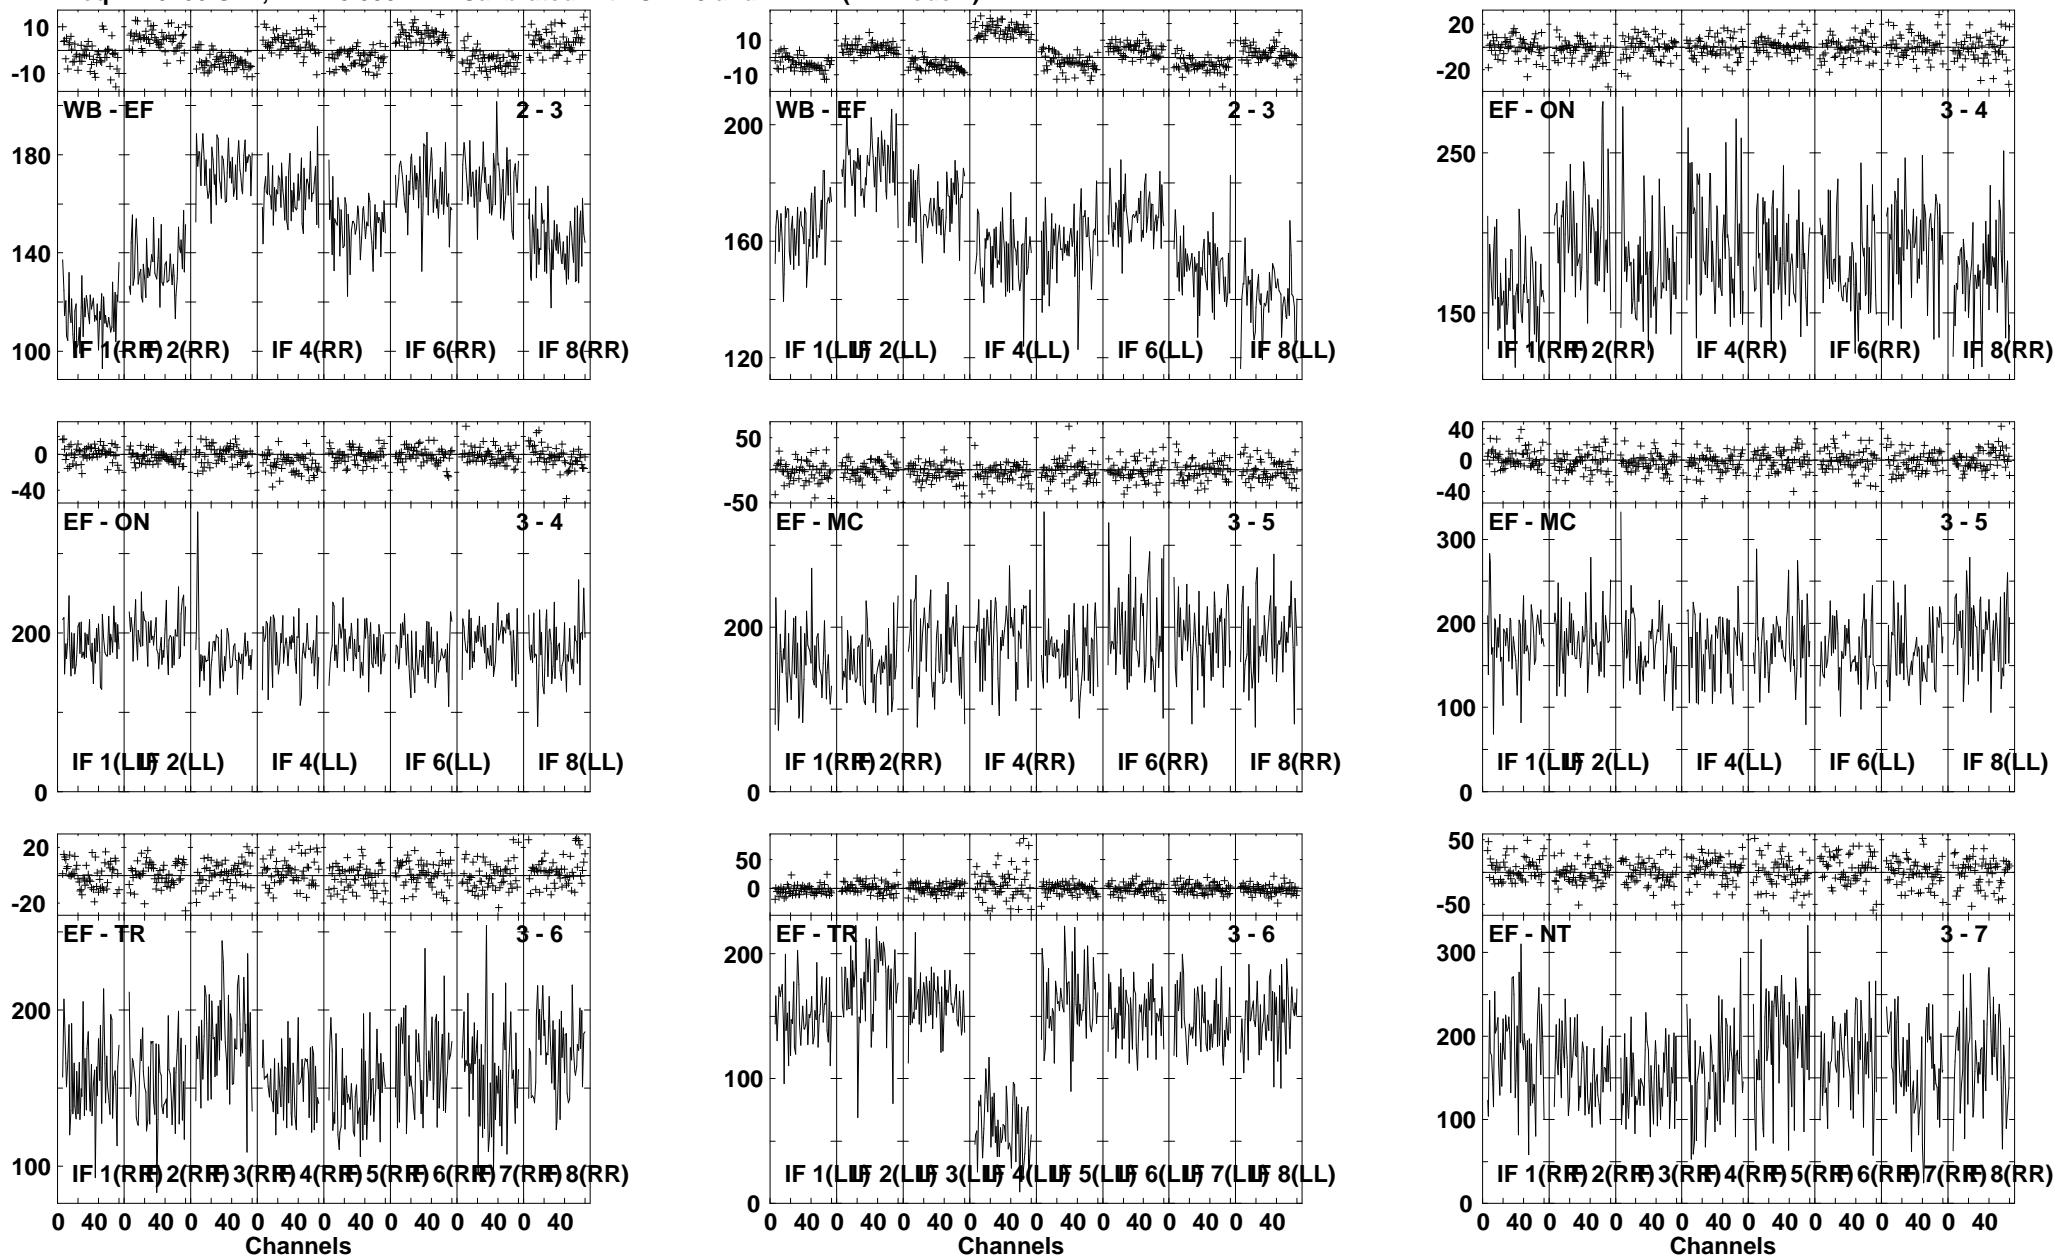 10
-10
WB - EF 2 - 3
180
140
100
IF 1(RR) IF 2(RR) IF 4(RR) IF 6(RR) IF 8(RR)
10
-10
WB - EF 2 - 3
200
160
120
IF 1(LL) IF 2(LL) IF 4(LL) IF 6(LL) IF 8(LL)
20
-20
EF - ON 3 - 4
250
150
IF 1(RR) IF 2(RR) IF 4(RR) IF 6(RR) IF 8(RR)
0
-40
EF - ON 3 - 4
200
0
IF 1(LL) IF 2(LL) IF 4(LL) IF 6(LL) IF 8(LL)
50
-50
EF - MC 3 - 5
200
0
IF 1(RR) IF 2(RR) IF 4(RR) IF 6(RR) IF 8(RR)
40
0
-40
EF - MC 3 - 5
300
200
100
0
IF 1(LL) IF 2(LL) IF 4(LL) IF 6(LL) IF 8(LL)
20
-20
EF - TR 3 - 6
200
100
IF 1(RR) IF 2(RR) IF 3(RR) IF 4(RR) IF 5(RR) IF 6(RR) IF 7(RR) IF 8(RR)
0 40 0 40 0 40 0 40 0 40 0 40 0 40 0 40
Channels
50
0
EF - TR 3 - 6
200
100
0
IF 1(LL) IF 2(LL) IF 3(LL) IF 4(LL) IF 5(LL) IF 6(LL) IF 7(LL) IF 8(LL)
0 40 0 40 0 40 0 40 0 40 0 40 0 40 0 40
Channels
50
-50
EF - NT 3 - 7
300
200
100
0
IF 1(RR) IF 2(RR) IF 3(RR) IF 4(RR) IF 5(RR) IF 6(RR) IF 7(RR) IF 8(RR)
0 40 0 40 0 40 0 40 0 40 0 40 0 40 0 40
Channels